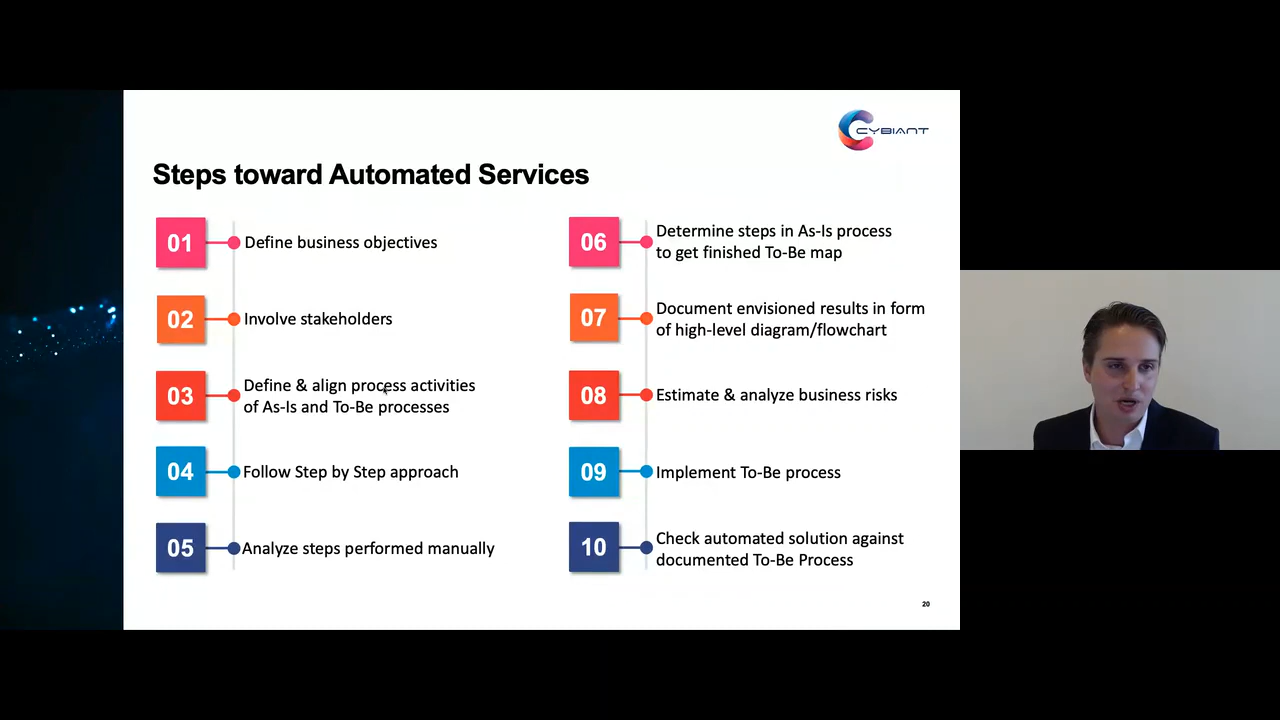 CYBIANT
Steps toward Automated Services
01
Define business objectives
02
Involve stakeholders
03
Define & align process activities
of As-Is and To-Be processes
04
Follow Step by Step approach
05
Analyze steps performed manually
06
Determine steps in As-Is process
to get finished To-Be map
07
Document envisioned results in form
of high-level diagram/flowchart
08
Estimate & analyze business risks
09
Implement To-Be process
10
Check automated solution against
documented To-Be Process
20